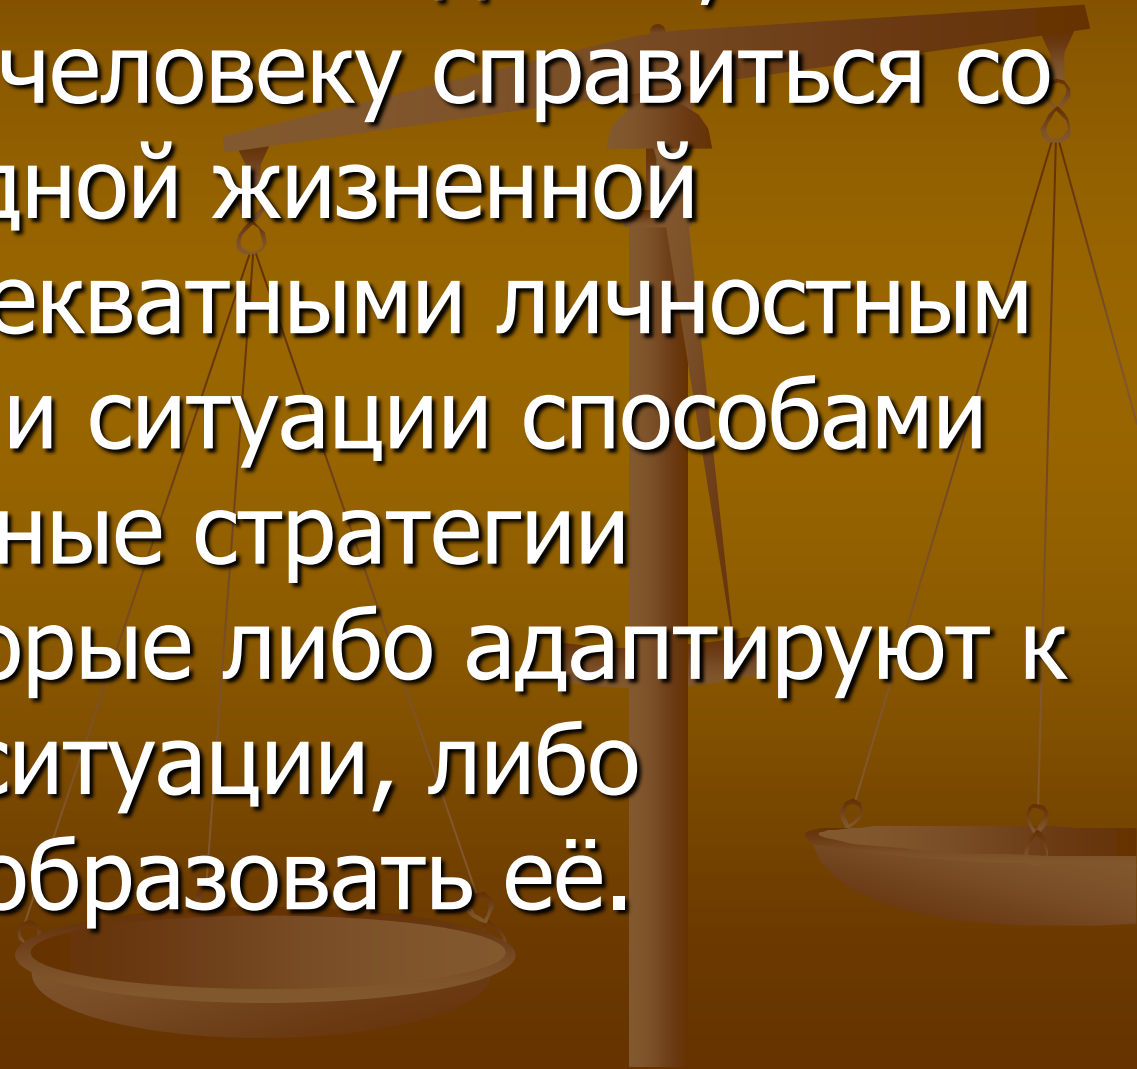 человеку справиться со
дной жизненной
екватными личностным
и ситуации способами
ные стратегии
орые либо адаптируют к
ситуации, либо
образовать её.